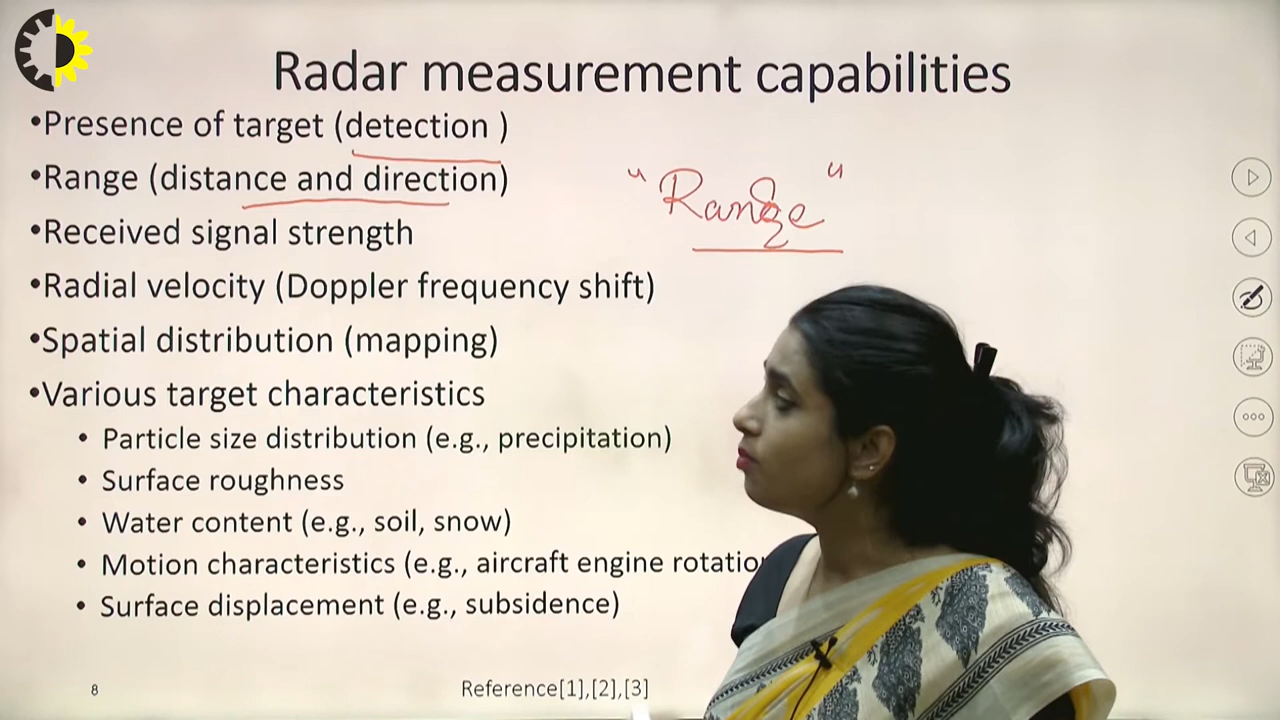 Radar measurement capabilities
•Presence of target (detection )
•Range (distance and direction)
"Range"
•Received signal strength
•Radial velocity (Doppler frequency shift)
•Spatial distribution (mapping)
•Various target characteristics
• Particle size distribution (e.g., precipitation)
• Surface roughness
• Water content (e.g., soil, snow)
• Motion characteristics (e.g., aircraft engine rotatio
• Surface displacement (e.g., subsidence)
8
Reference[1],[2],[3]